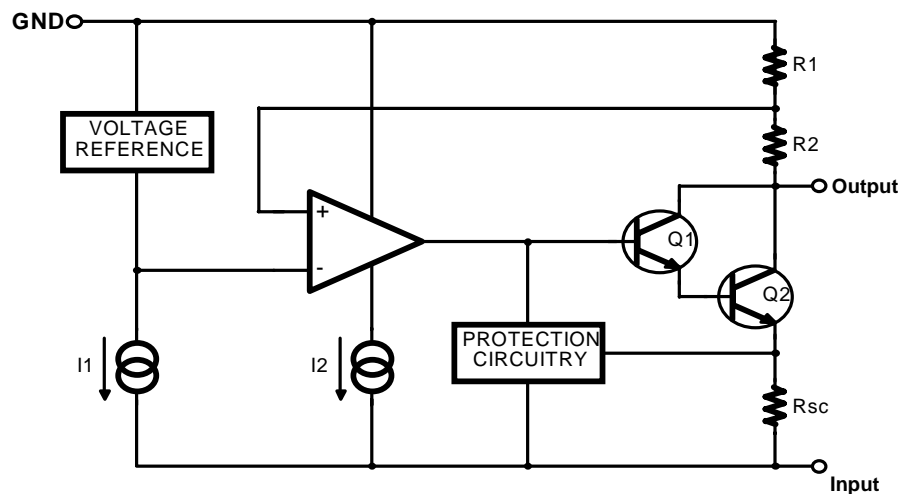 GND
R1
VOLTAGE
REFERENCE
R2
Output
+
Q1
-
Q2
PROTECTION
CIRCUITRY
I1
I2
Rsc
Input